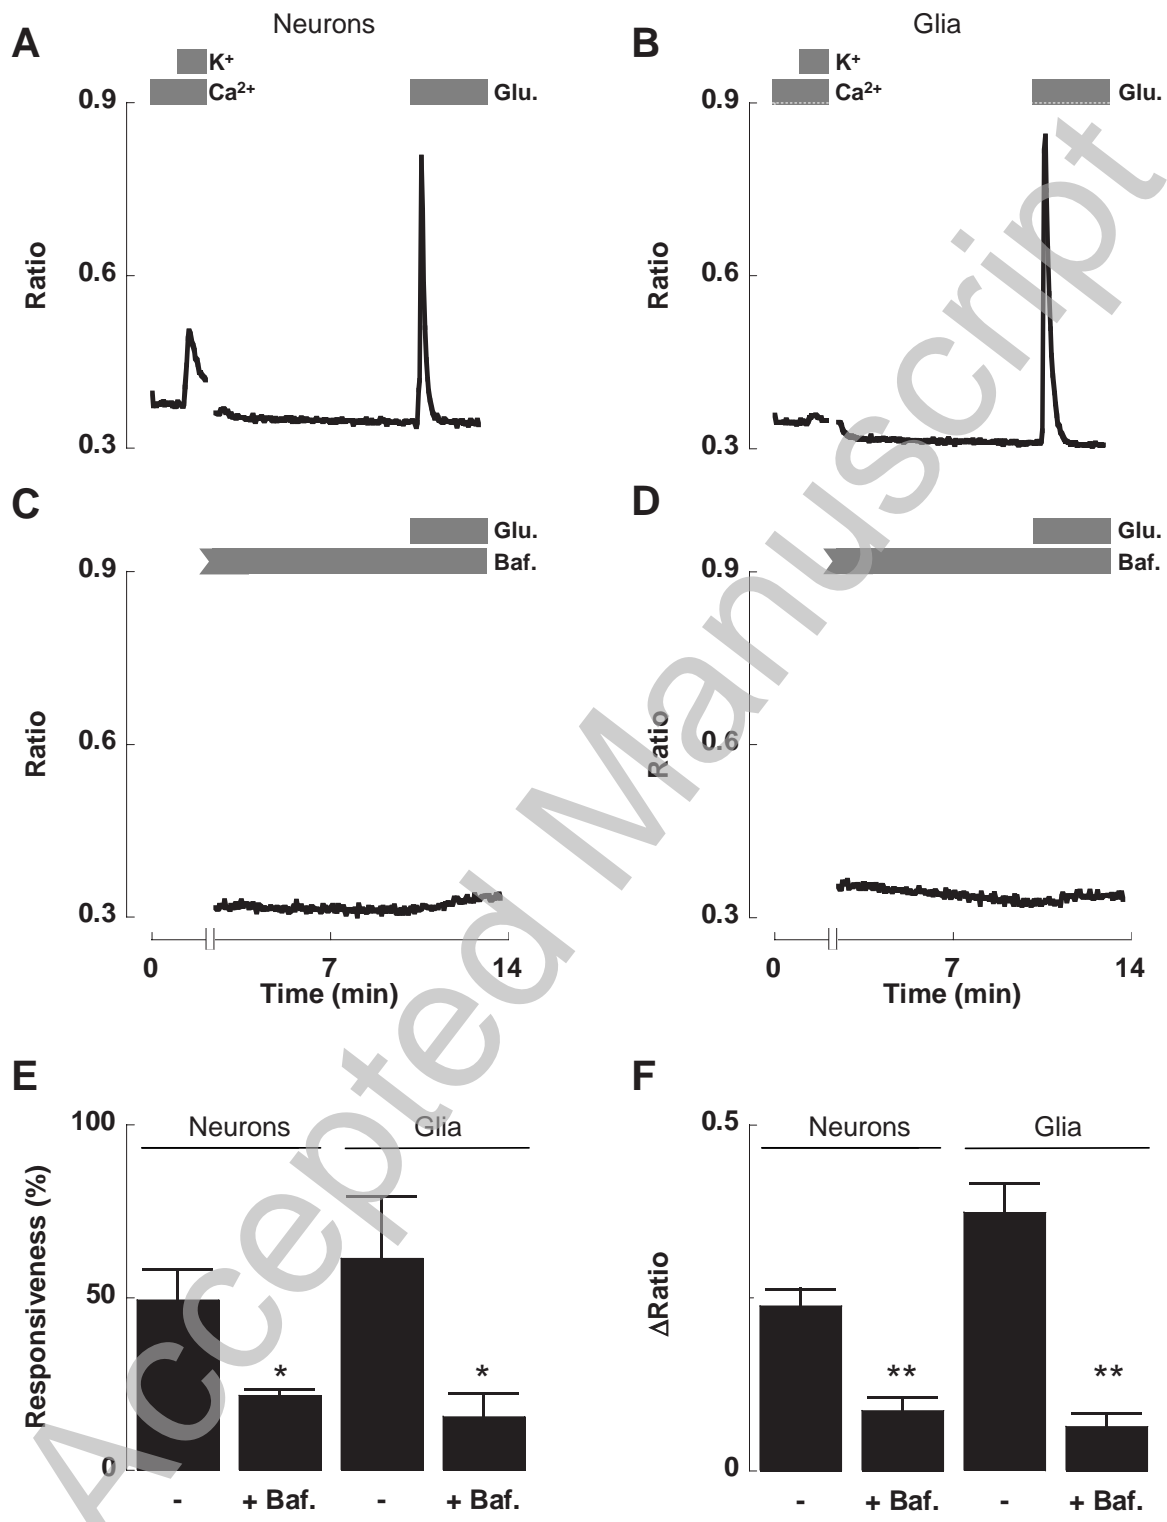 A
Neurons
K+
Ca2+
Glu.
0.9
0.6
0.3
Ratio
B
Glia
K+
Ca2+
Glu.
0.9
0.6
0.3
Ratio
C
Glu.
Baf.
0.9
0.6
0.3
Ratio
0 7 14
Time (min)
D
Glu.
Baf.
0.9
0.6
0.3
Ratio
0 7 14
Time (min)
E
100
50
0
Responsiveness (%)
Neurons Glia
* *
- + Baf. - + Baf.
F
0.5
0
ΔRatio
Neurons Glia
** **
- + Baf. - + Baf.
Accepted Manuscript